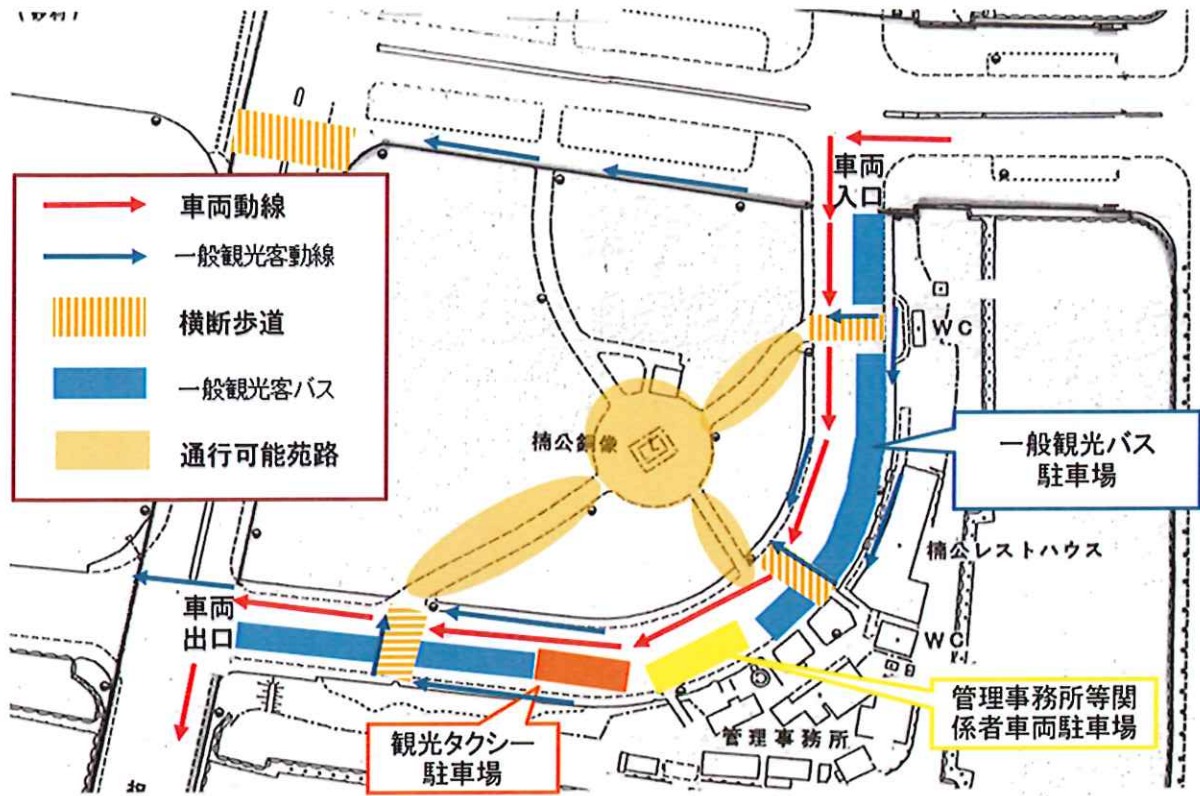 (砂利)
車両
入口
車両動線
一般観光客動線
横断歩道
一般観光客バス
通行可能苑路
WC
楠公銅像
一般観光バス
駐車場
楠公レストハウス
WC
車両
出口
管理事務所等関
係者車両駐車場
観光タクシー
駐車場
管理事務所